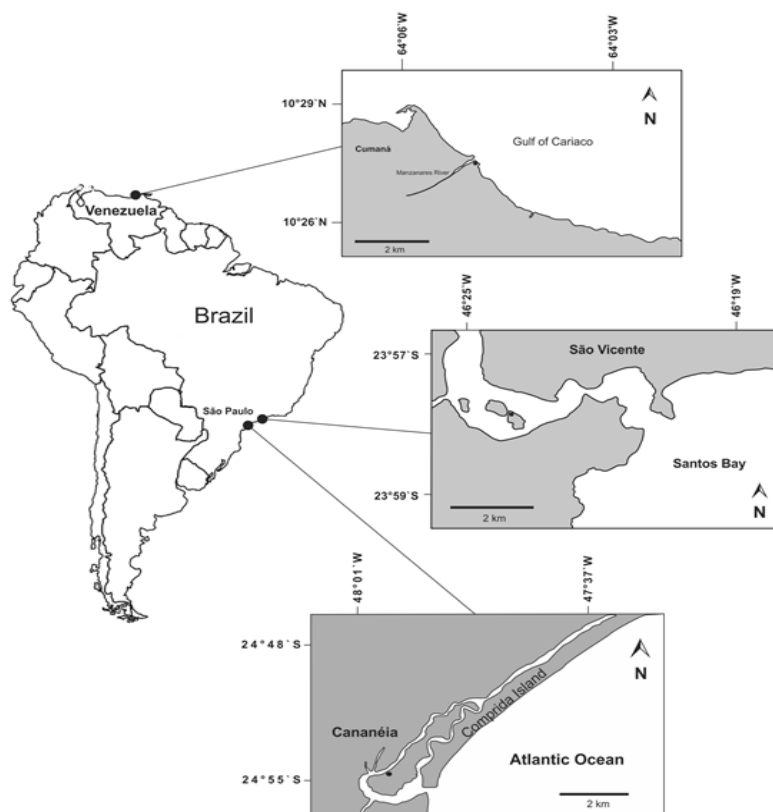 64°06'W
64°03'W
10°29'N
N
Gulf of Cariaco
Cumaná
Manzanares River
10°26'N
2 km
Venezuela
Brazil
São Paulo
46°25'W
46°19'W
23°57'S
São Vicente
Santos Bay
23°59'S
N
2 km
48°01'W
47°37'W
24°48'S
N
Comprida Island
Cananéia
Atlantic Ocean
24°55'S
2 km